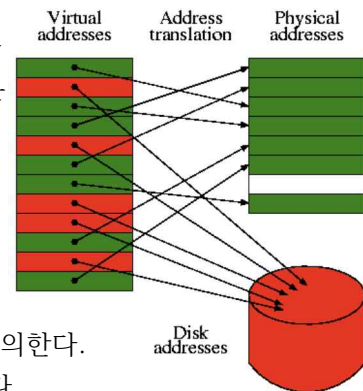 Virtual
addresses
Address
translation
Physical
addresses
Disk
addresses
의한다.